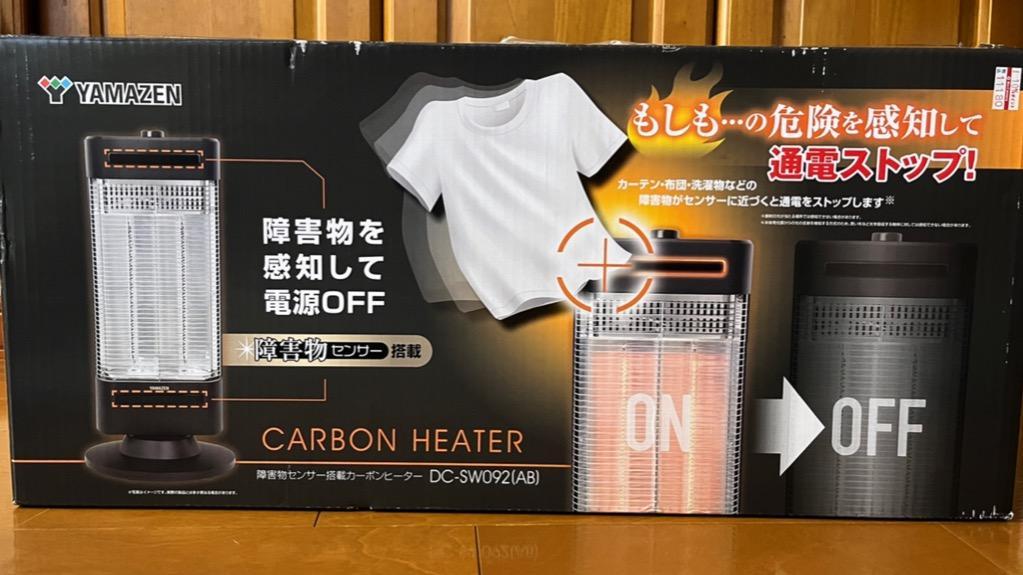 YAMAZEN
障害物を
感知して
電源OFF
障害物センサー搭載
YAMAZEN
CARBON HEATER
障害物センサー搭載カーボンヒーター DC-SW092(AB)
もしも…の危険を感知して
通電ストップ!
カーテン・布団・洗濯物などの
障害物がセンサーに近づくと通電をストップします※
ON
OFF
11180